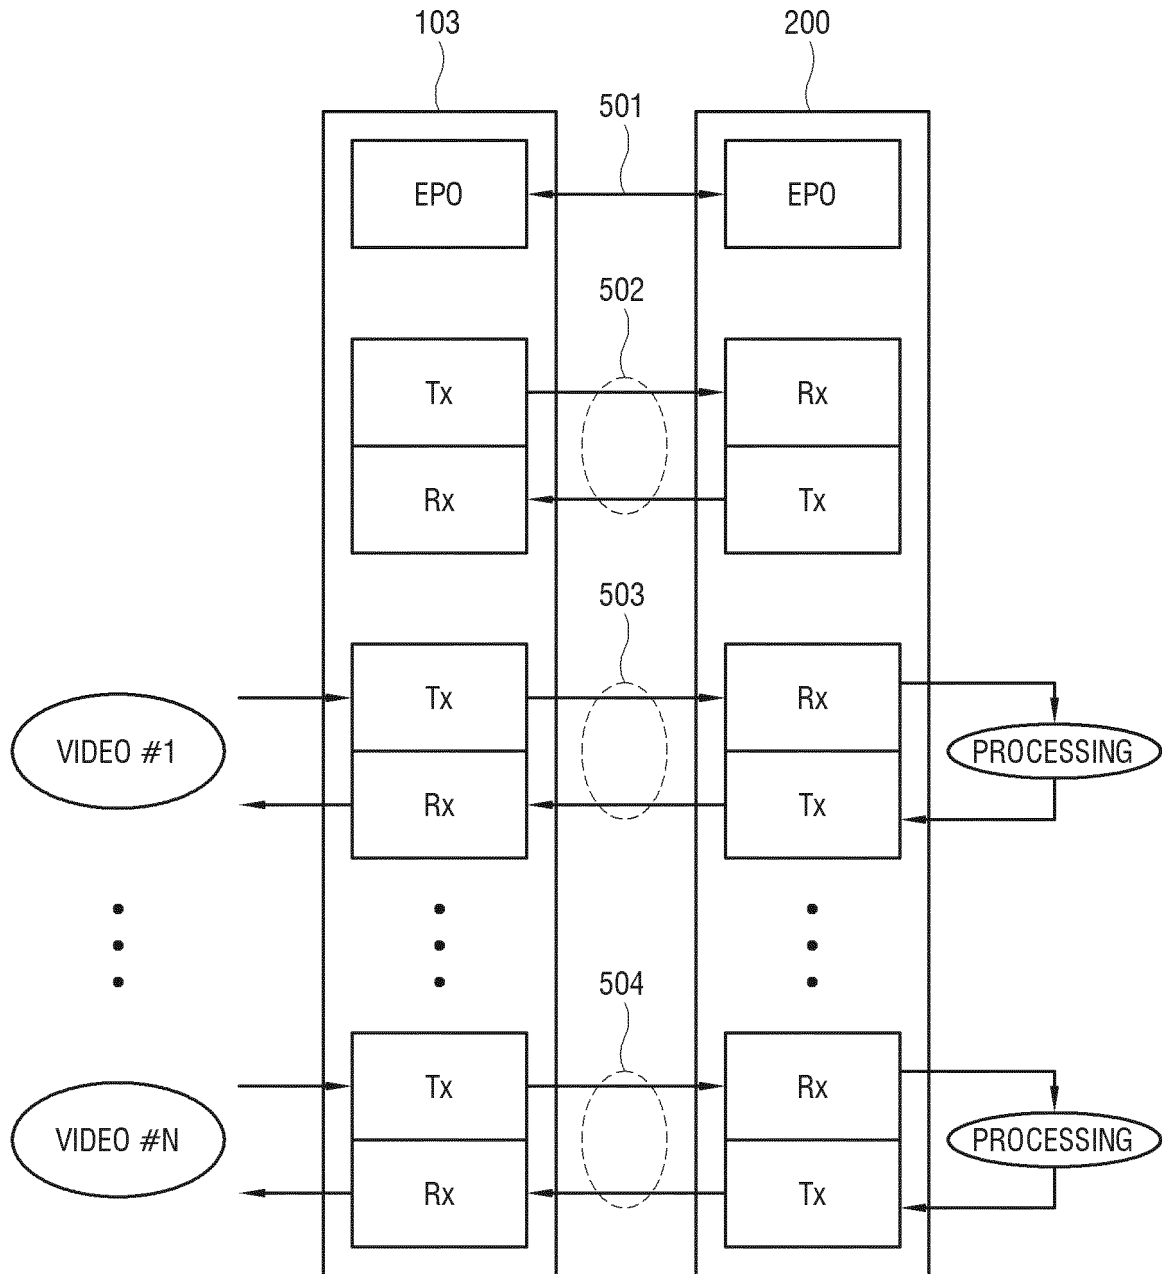 103
200
501
EPO
EPO
502
Tx
Rx
Rx
Tx
503
Tx
Rx
VIDEO #1
PROCESSING
Rx
Tx
504
Tx
Rx
VIDEO #N
PROCESSING
Rx
Tx